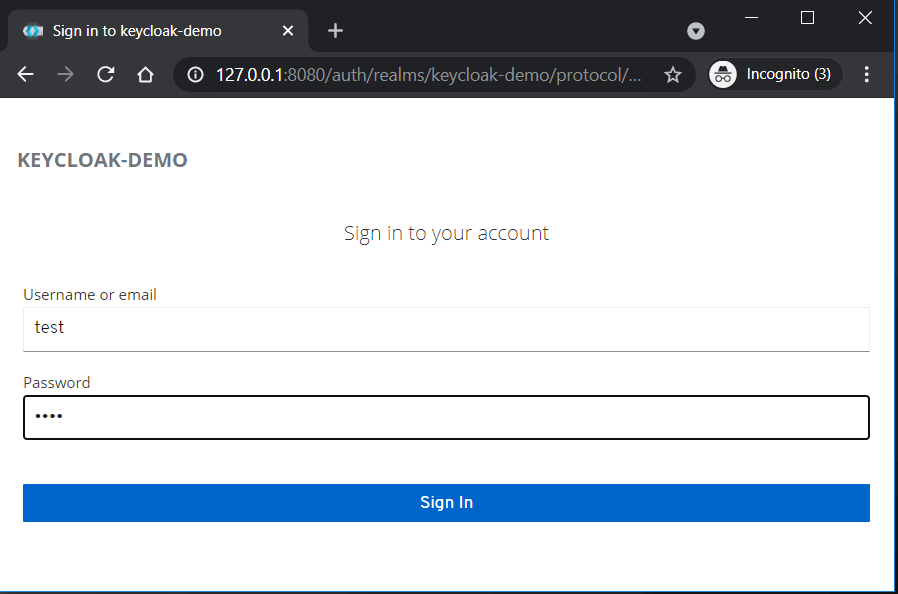 Sign in to keycloak-demo
127.0.0.1:8080/auth/realms/keycloak-demo/protocol/...
Incognito (3)
KEYCLOAK-DEMO
Sign in to your account
Username or email
test
Password
••••
Sign In